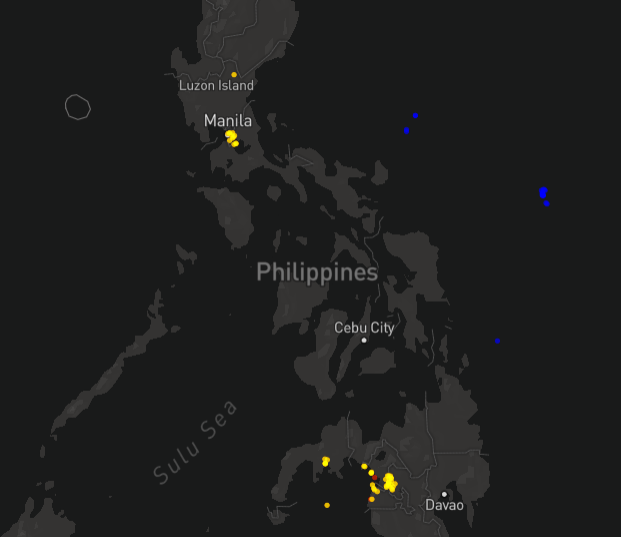 Luzon Island
Manila
Philippines
Cebu City
Sulu Sea
Davao